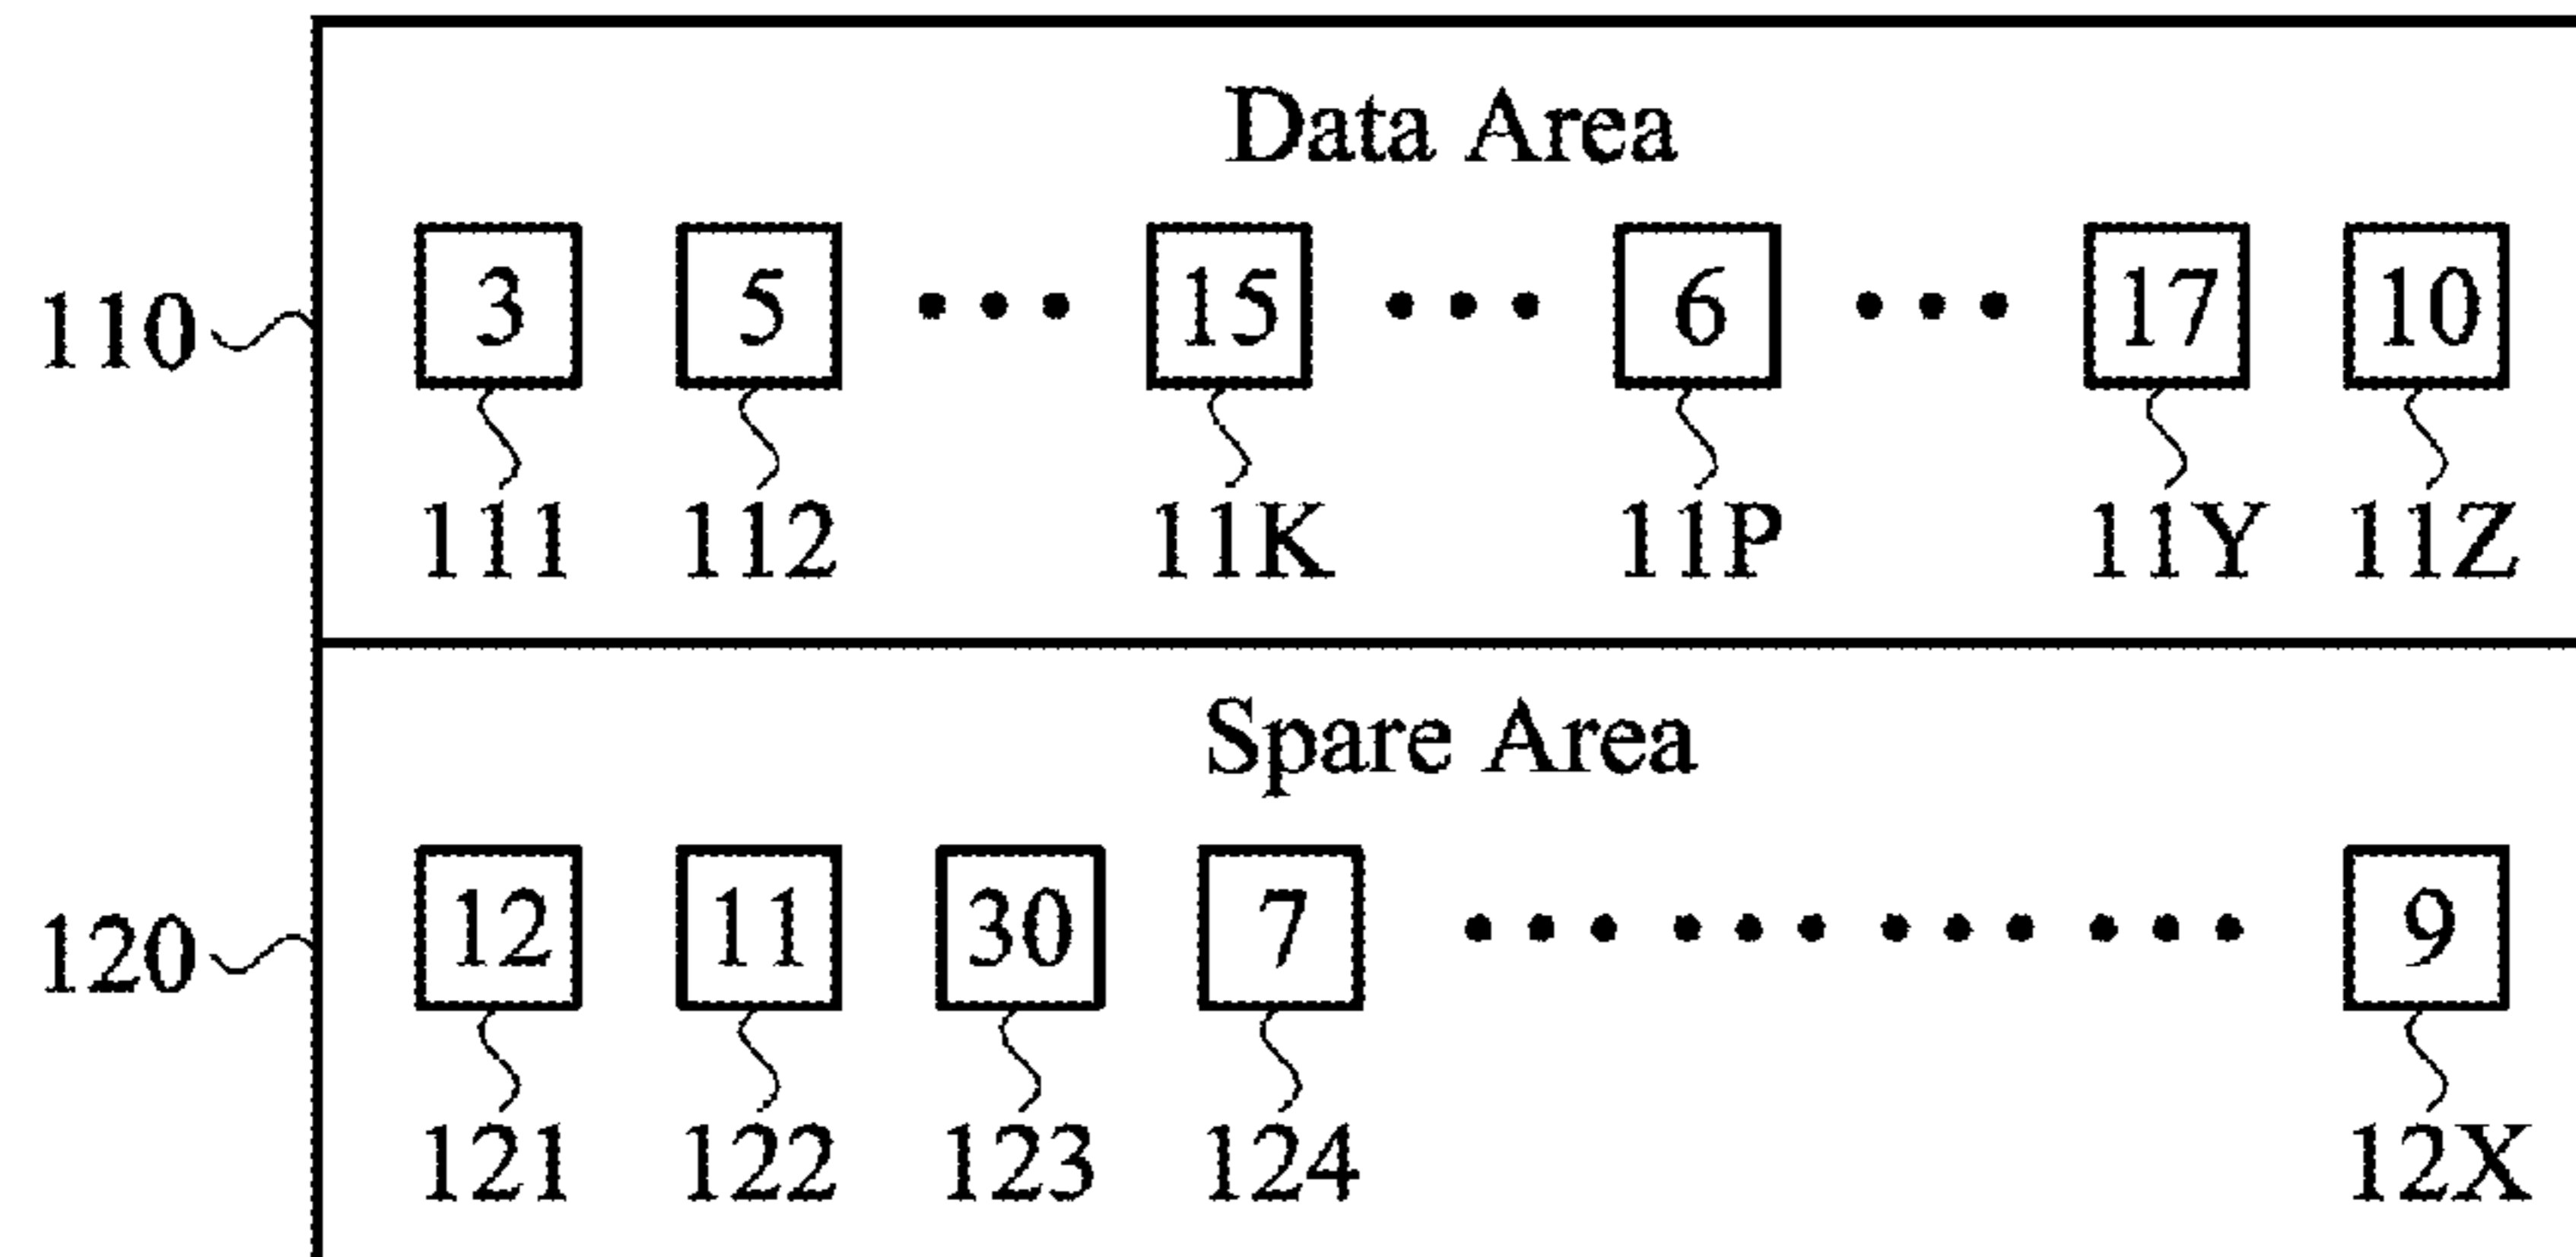 Data Area
110 3 5 ••• 15 ••• 6 ••• 17 10
111 112 11K 11P 11Y 11Z
Spare Area
120 12 11 30 7 •••••••••••• 9
121 122 123 124 12X